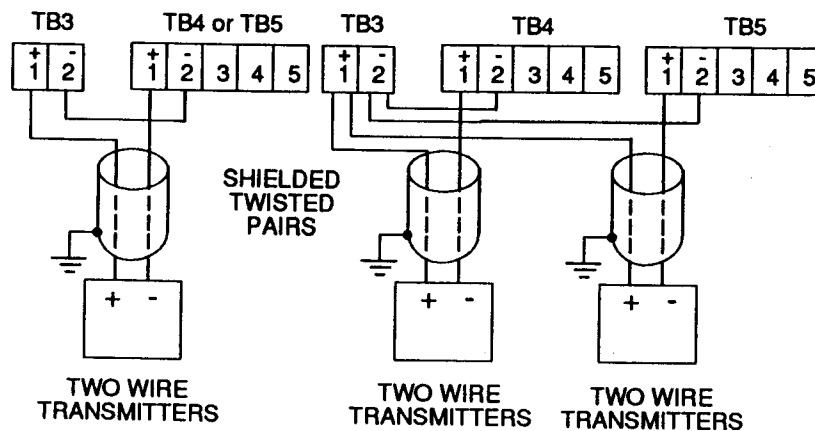 TB3 TB4 or TB5 TB3 TB4 TB5
+ - + - + - + - + -
1 2 1 2 3 4 5 1 2 1 2 3 4 5 1 2 3 4 5
SHIELDED
TWISTED
PAIRS
+ - + - + -
TWO WIRE
TRANSMITTERS
TWO WIRE
TRANSMITTERS
TWO WIRE
TRANSMITTERS